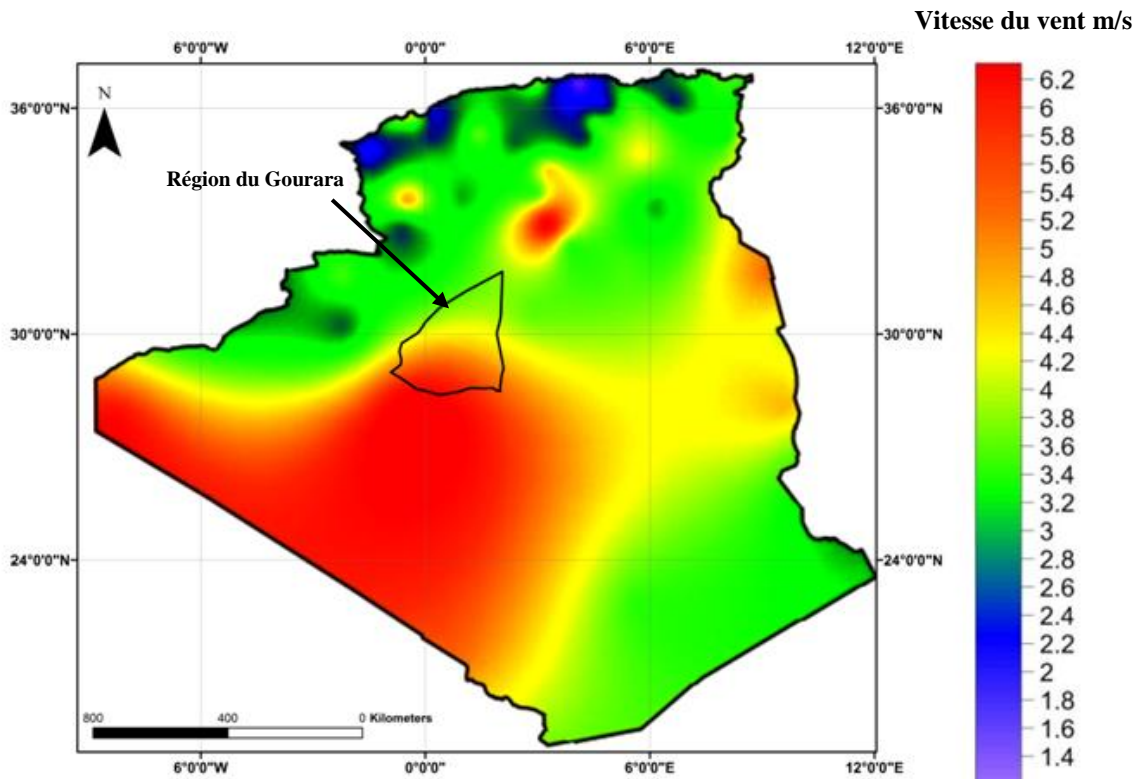 Vitesse du vent m/s
6°0'0"W
0°0'0"
6°0'0"E
12°0'0"E
36°0'0"N
36°0'0"N
N
Région du Gourara
30°0'0"N
30°0'0"N
24°0'0"N
24°0'0"N
800
400
0 Kilometers
6°0'0"W
0°0'0"
6°0'0"E
12°0'0"E
6.2
6
5.8
5.6
5.4
5.2
5
4.8
4.6
4.4
4.2
4
3.8
3.6
3.4
3.2
3
2.8
2.6
2.4
2.2
2
1.8
1.6
1.4